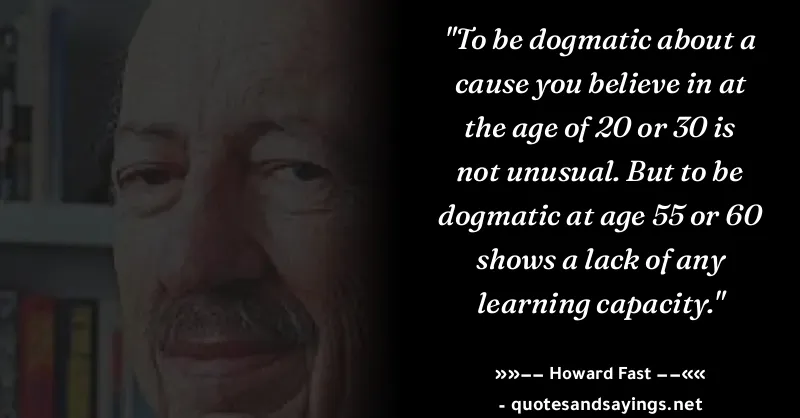 "To be dogmatic about a
cause you believe in at
the age of 20 or 30 is
not unusual. But to be
dogmatic at age 55 or 60
shows a lack of any
learning capacity."
»»−− Howard Fast −−««
- quotesandsayings.net